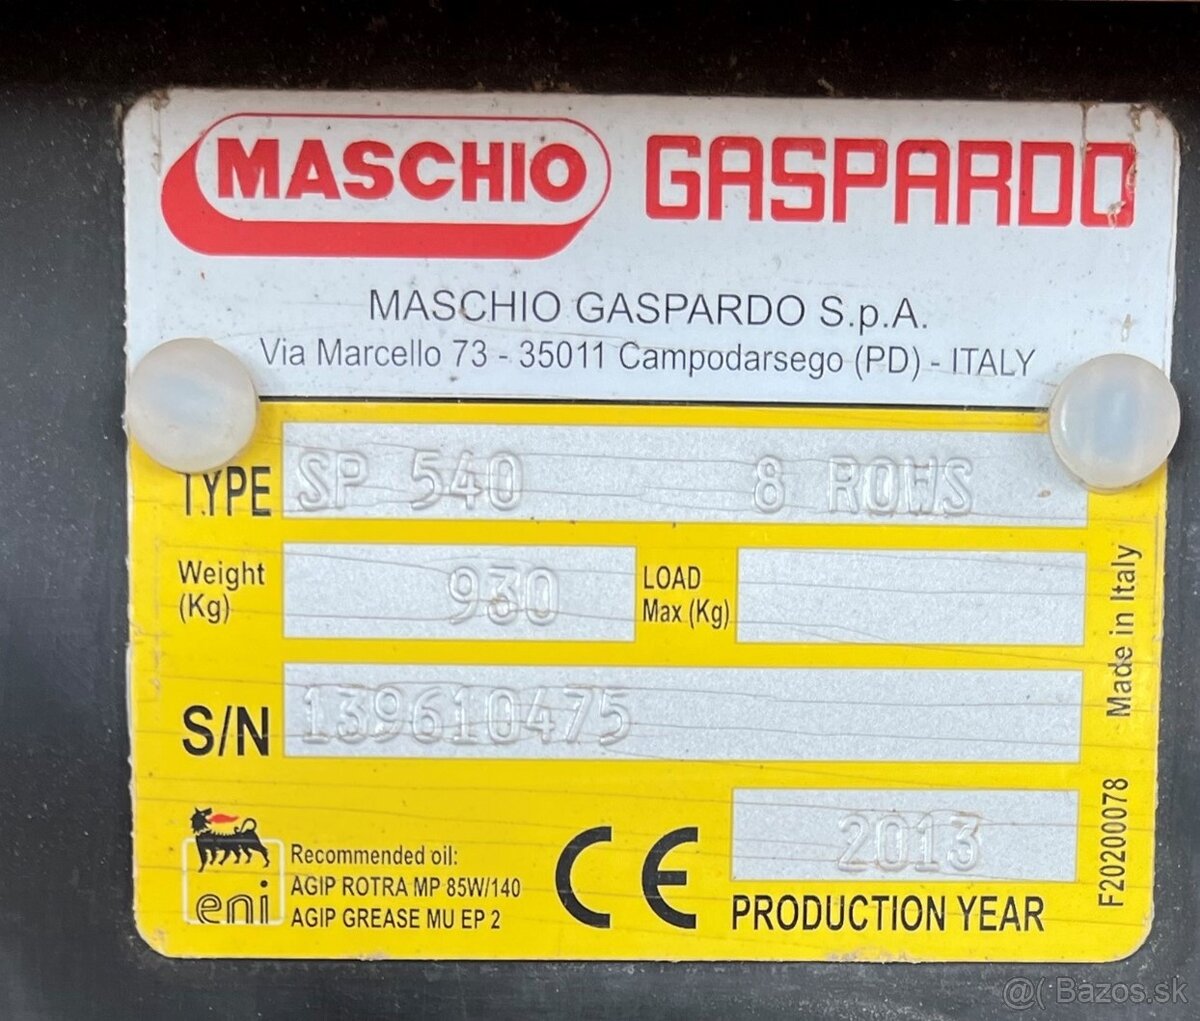 MASCHIO GASPARDO
MASCHIO GASPARDO S.p.A.
Via Marcello 73 - 35011 Campodarsego (PD) - ITALY
TYPE SP 540 8 ROWS
Weight (Kg) 930 LOAD Max (Kg)
S/N 139610475
eni
Recommended oil:
AGIP ROTRA MP 85W/140
AGIP GREASE MU EP 2
CE
2013
PRODUCTION YEAR
F20200078 Made in Italy
@( Bazos.sk